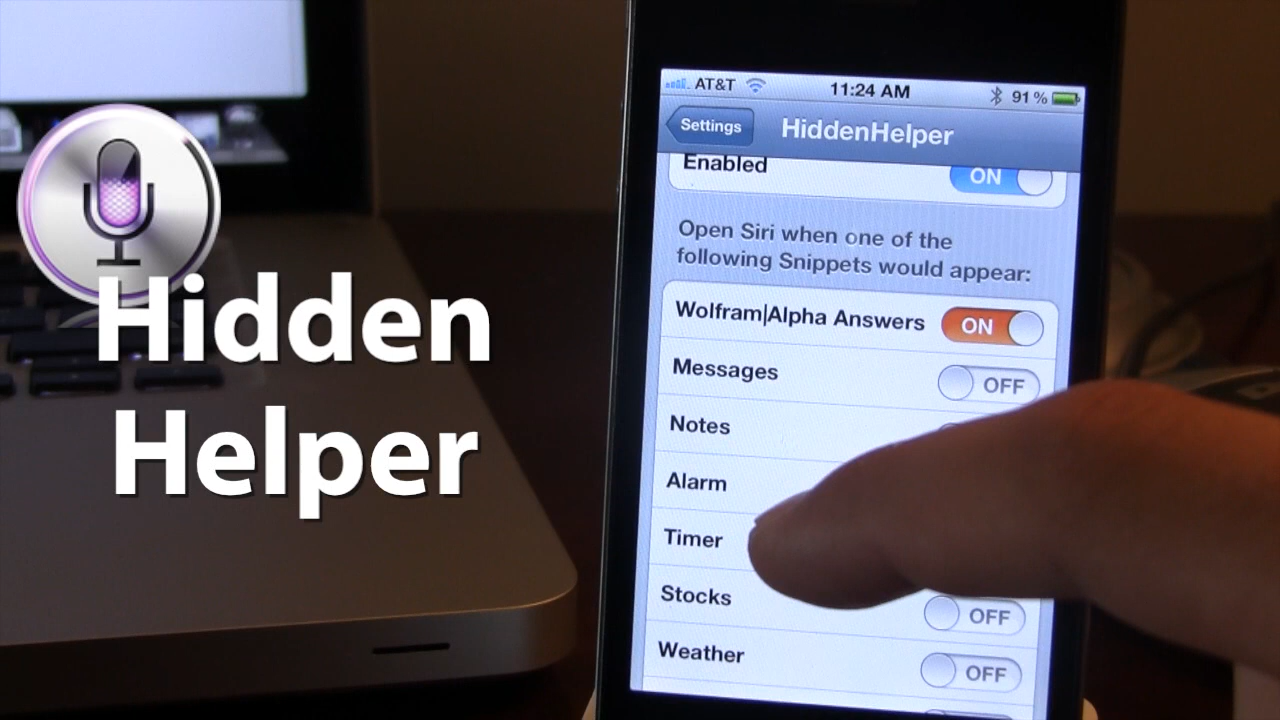 AT&T 11:24 AM 91%
Settings HiddenHelper
Enabled ON
Open Siri when one of the
following Snippets would appear:
Wolfram|Alpha Answers ON
Messages OFF
Notes
Alarm
Timer
Stocks OFF
Weather OFF
Hidden
Helper